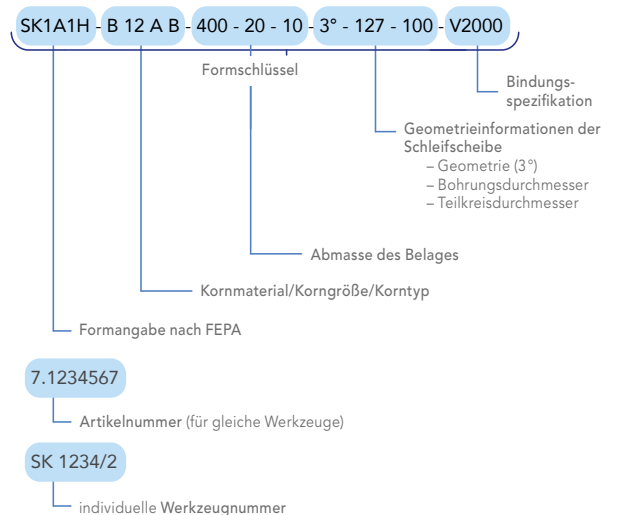 SK1A1H - B 12 A B - 400 - 20 - 10 - 3° - 127 - 100 - V2000
Formschlüssel
Bindungs-
spezifikation
Geometrieinformationen der
Schleifscheibe
– Geometrie (3°)
– Bohrungsdurchmesser
– Teilkreisdurchmesser
Abmasse des Belages
Kornmaterial/Korngröße/Korntyp
Formangabe nach FEPA
7.1234567
Artikelnummer (für gleiche Werkzeuge)
SK 1234/2
individuelle Werkzeugnummer